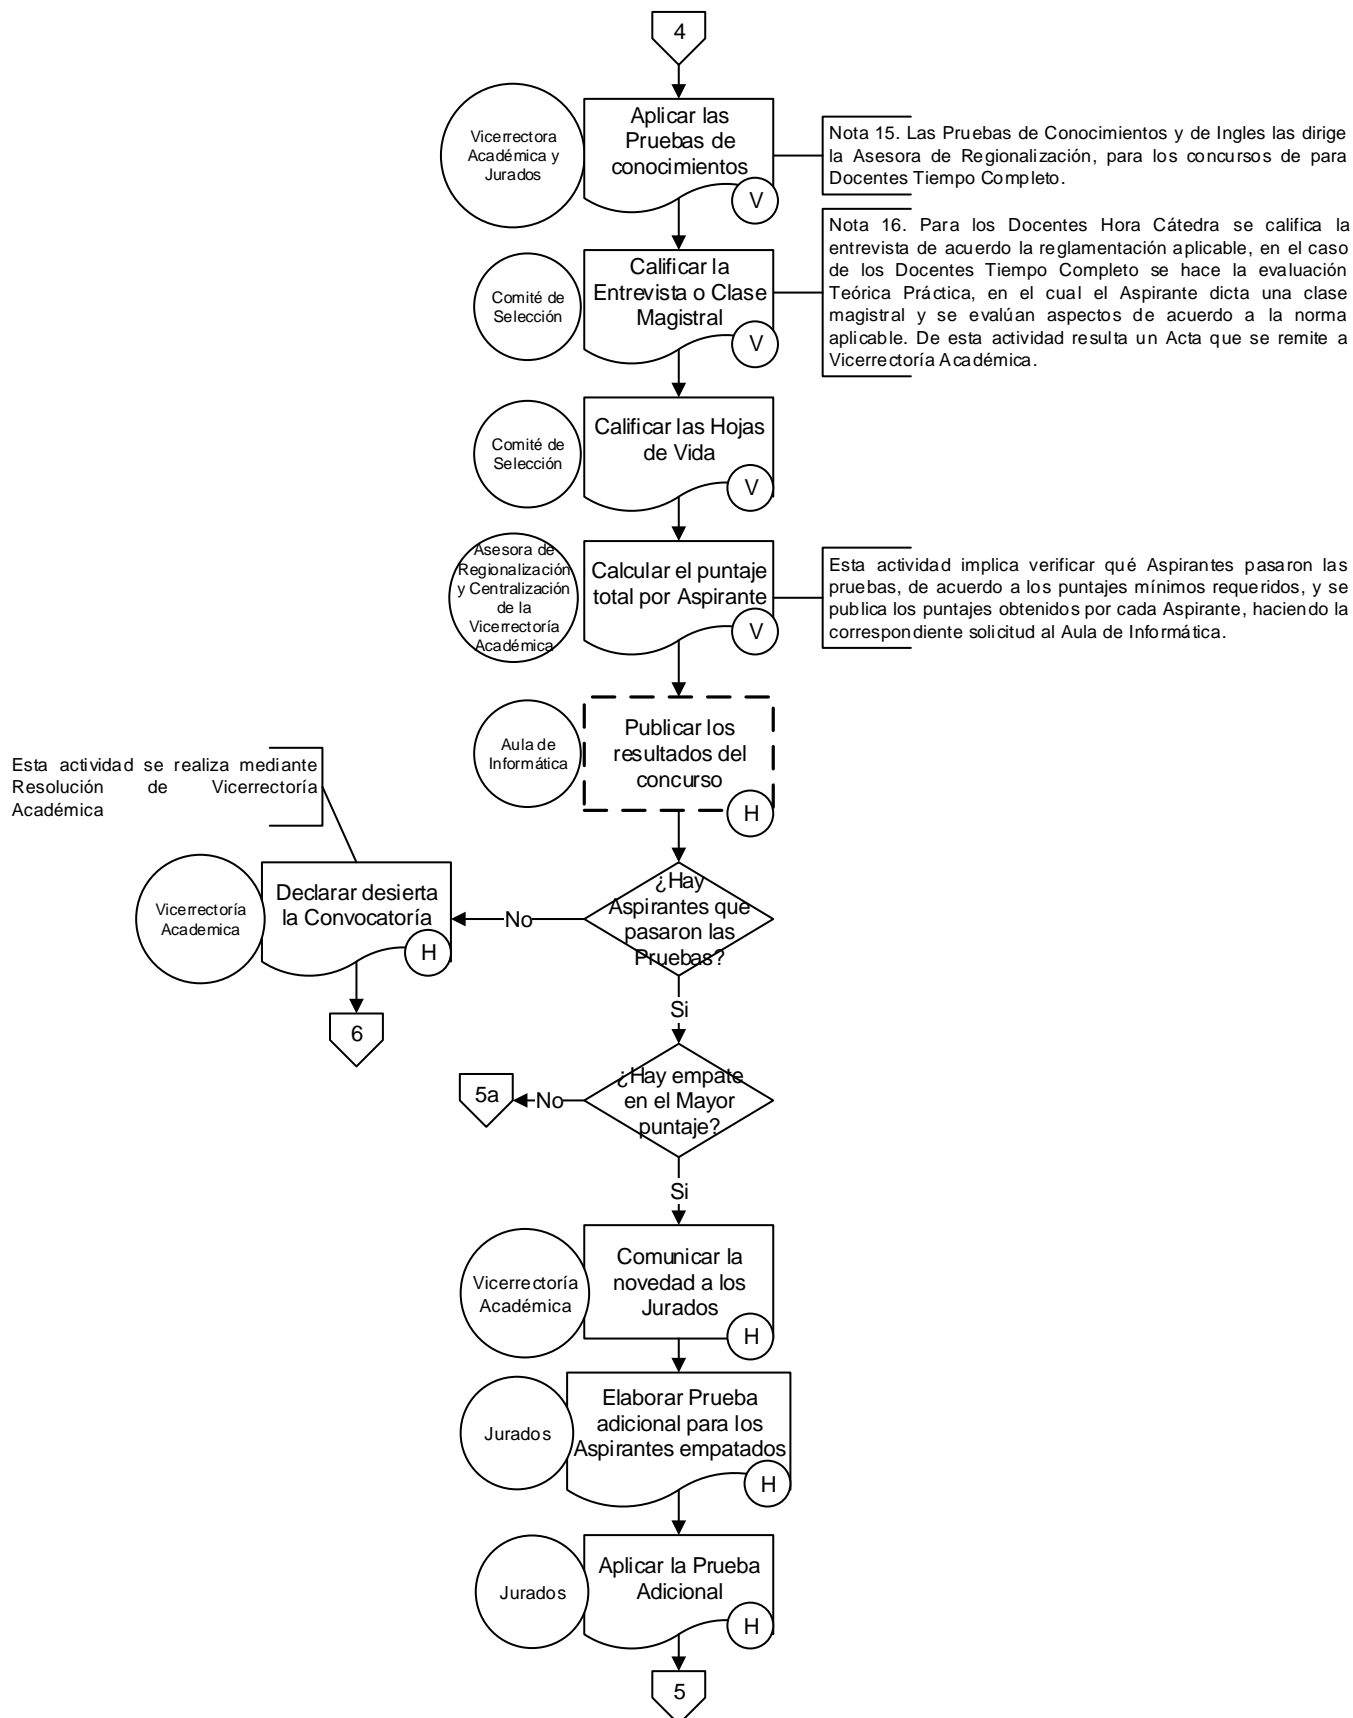 4
Vicerrectora
Académica y
Jurados
Aplicar las
Pruebas de
conocimientos
V
Nota 15. Las Pruebas de Conocimientos y de Ingles las dirige
la Asesora de Regionalización, para los concursos de para
Docentes Tiempo Completo.
Comité de
Selección
Calificar la
Entrevista o Clase
Magistral
V
Nota 16. Para los Docentes Hora Cátedra se califica la
entrevista de acuerdo la reglamentación aplicable, en el caso
de los Docentes Tiempo Completo se hace la evaluación
Teórica Práctica, en el cual el Aspirante dicta una clase
magistral y se evalúan aspectos de acuerdo a la norma
aplicable. De esta actividad resulta un Acta que se remite a
Vicerrectoría Académica.
Comité de
Selección
Calificar las Hojas
de Vida
V
Asesora de
Regionalización
y Centralización
de la
Vicerrectoría
Académica
Calcular el puntaje
total por Aspirante
V
Esta actividad implica verificar qué Aspirantes pasaron las
pruebas, de acuerdo a los puntajes mínimos requeridos, y se
publica los puntajes obtenidos por cada Aspirante, haciendo la
correspondiente solicitud al Aula de Informática.
Aula de
Informática
Publicar los
resultados del
concurso
H
Esta actividad se realiza mediante
Resolución de Vicerrectoría
Académica
Vicerrectoría
Academica
Declarar desierta
la Convocatoría
H
No
¿Hay
Aspirantes que
pasaron las
Pruebas?
6
Si
5a
No
¿Hay empate
en el Mayor
puntaje?
Si
Vicerrectoría
Académica
Comunicar la
novedad a los
Jurados
H
Jurados
Elaborar Prueba
adicional para los
Aspirantes empatados
H
Jurados
Aplicar la Prueba
Adicional
H
5